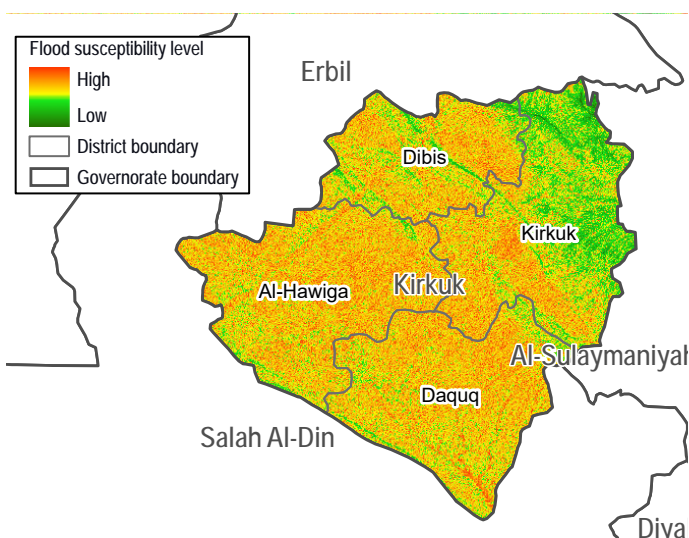 Flood susceptibility level
High
Low
District boundary
Governorate boundary
Erbil
Dibis
Kirkuk
Al-Hawiga
Kirkuk
Al-Sulaymaniyah
Daquq
Salah Al-Din
Diya